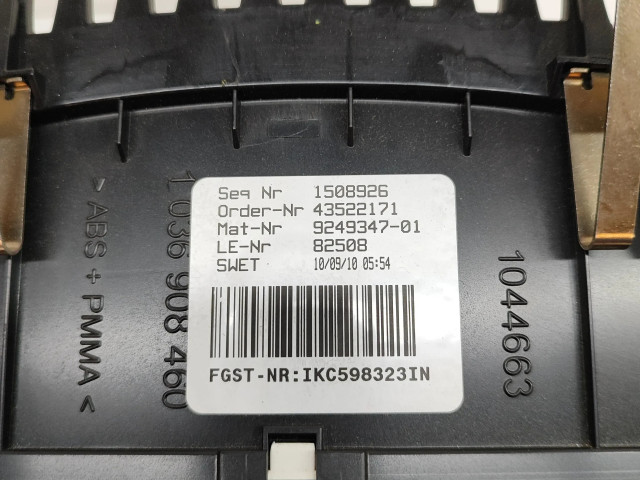 Seq Nr 1508926
Order-Nr 43522171
Mat-Nr 9249347-01
LE-Nr 82508
SWET 10/09/10 05:54
FGST-NR:IKC598323IN
> ABS + PMMA <
1 036 908 460
1044663